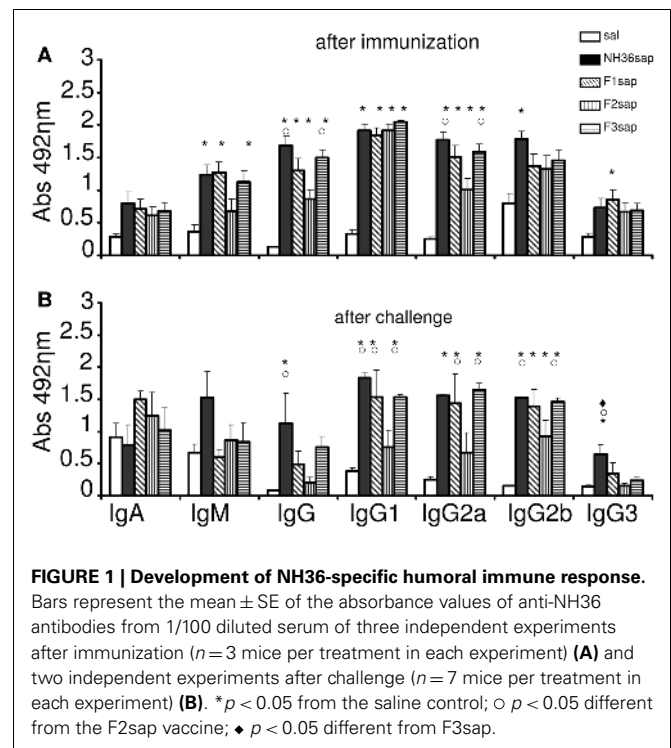 after immunization
sal
NH36sap
F1sap
F2sap
F3sap
A
Abs 492ηm
3
2.5
2
1.5
1
0.5
0
* * *
* * * *
○ ○
* * * *
* * * *
○ ○
*
*
B
after challenge
Abs 492ηm
3
2.5
2
1.5
1
0.5
0
*
○
* * *
○ ○ ○
* * *
○ ○
* * * *
○ ○
♦
○
*
IgA IgM IgG IgG1 IgG2a IgG2b IgG3
FIGURE 1 | Development of NH36-specific humoral immune response.
Bars represent the mean ± SE of the absorbance values of anti-NH36
antibodies from 1/100 diluted serum of three independent experiments
after immunization (n = 3 mice per treatment in each experiment) (A) and
two independent experiments after challenge (n = 7 mice per treatment in
each experiment) (B). *p < 0.05 from the saline control; ○ p < 0.05 different
from the F2sap vaccine; ♦ p < 0.05 different from F3sap.